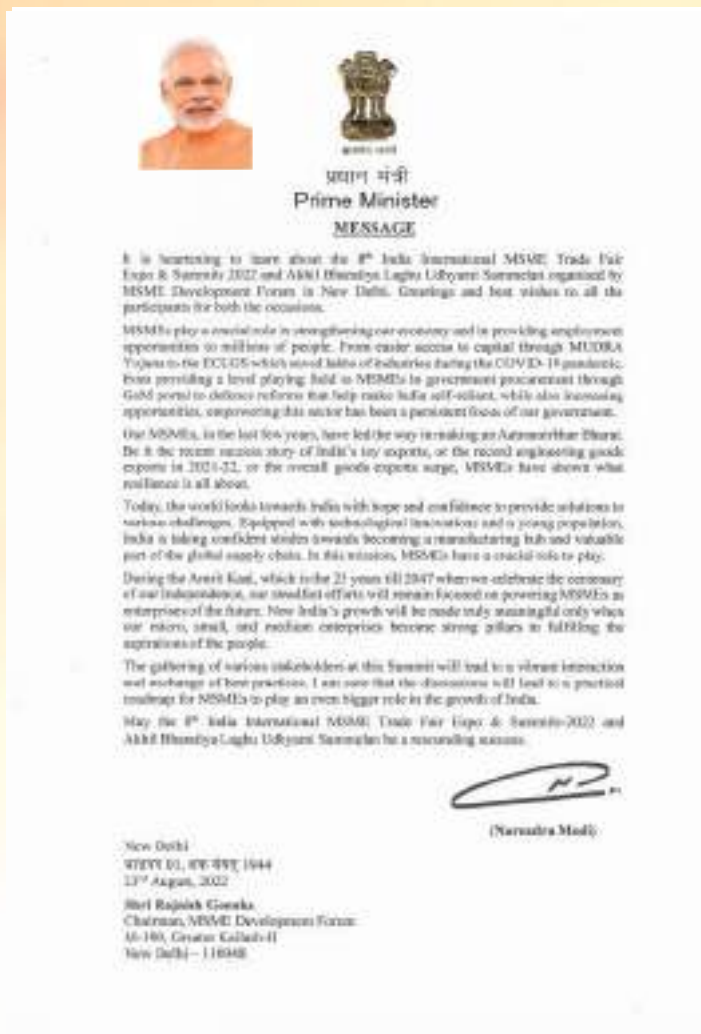 प्रधान मंत्री
Prime Minister
MESSAGE
It is heartening to learn about the 8th India International MSME Trade Fair
Expo & Summits 2022 and Akhil Bharatiya Laghu Udhyami Sammelan organised by
MSME Development Forum in New Delhi. Greetings and best wishes to all the
participants for both the occasions.
MSMEs play a crucial role in strengthening our economy and in providing employment
opportunities to millions of people. From easier access to capital through MUDRA
Yojana to the ECLGS which saved lakhs of industries during the COVID-19 pandemic,
from providing a level playing field to MSMEs in government procurement through
GeM portal to defence reforms that help make India self-reliant, while also increasing
opportunities, empowering this sector has been a persistent focus of our government.
Our MSMEs, in the last few years, have led the way in making an Aatmanirbhar Bharat.
Be it the recent success story of India's toy exports, or the record engineering goods
exports in 2021-22, or the overall goods exports surge, MSMEs have shown what
resilience is all about.
Today, the world looks towards India with hope and confidence to provide solutions to
various challenges. Equipped with technological innovations and a young population,
India is taking confident strides towards becoming a manufacturing hub and valuable
part of the global supply chain. In this mission, MSMEs have a crucial role to play.
During the Amrit Kaal, which is the 25 years till 2047 when we celebrate the centenary
of our Independence, our steadfast efforts will remain focused on powering MSMEs as
enterprises of the future. New India's growth will be made truly meaningful only when
our micro, small, and medium enterprises become strong pillars in fulfilling the
aspirations of the people.
The gathering of various stakeholders at this Summit will lead to a vibrant interaction
and exchange of best practices. I am sure that the discussions will lead to a practical
roadmap for MSMEs to play an even bigger role in the growth of India.
May the 8th India International MSME Trade Fair Expo & Summits-2022 and
Akhil Bharatiya Laghu Udhyami Sammelan be a resounding success.
(Narendra Modi)
New Delhi
01, 1944
August, 2022
Shri Rajnish Goenka
Chairman, MSME Development Forum
Greater Kailash-II
New Delhi – 110048